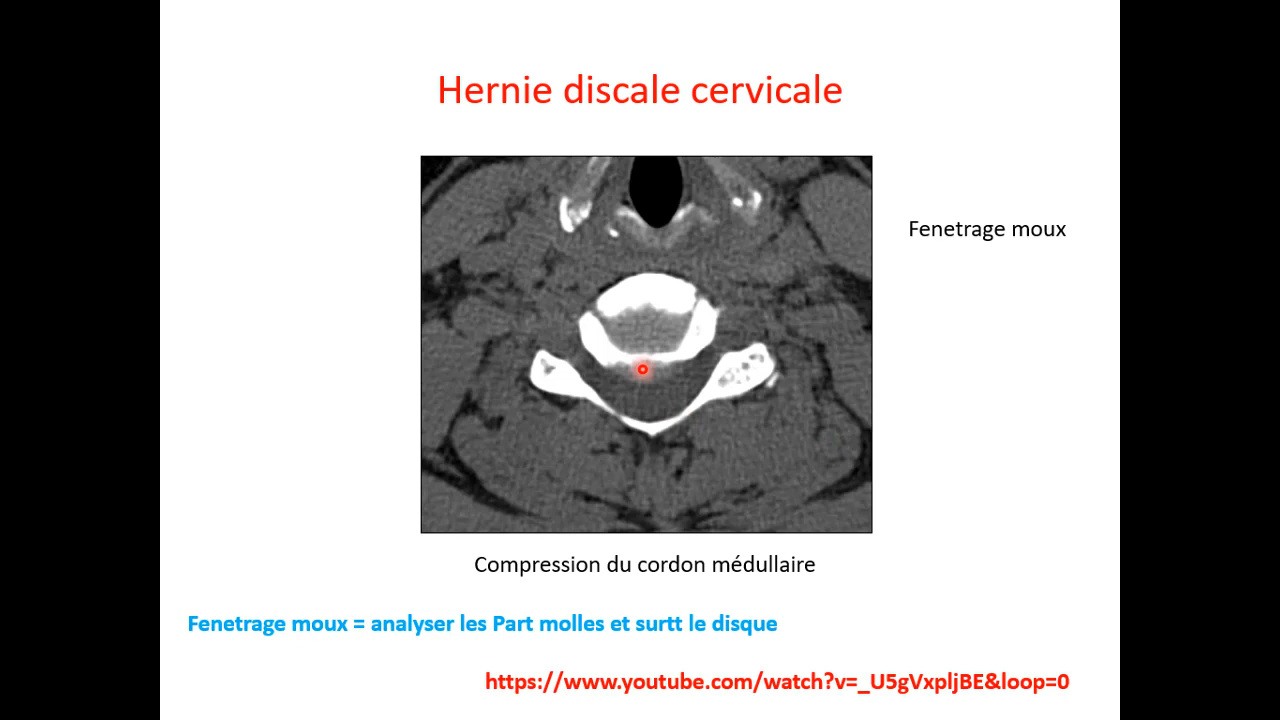 Hernie discale cervicale
Fenetrage moux
Compression du cordon médullaire
Fenetrage moux = analyser les Part molles et surtt le disque
https://www.youtube.com/watch?v=_U5gVxpljBE&loop=0